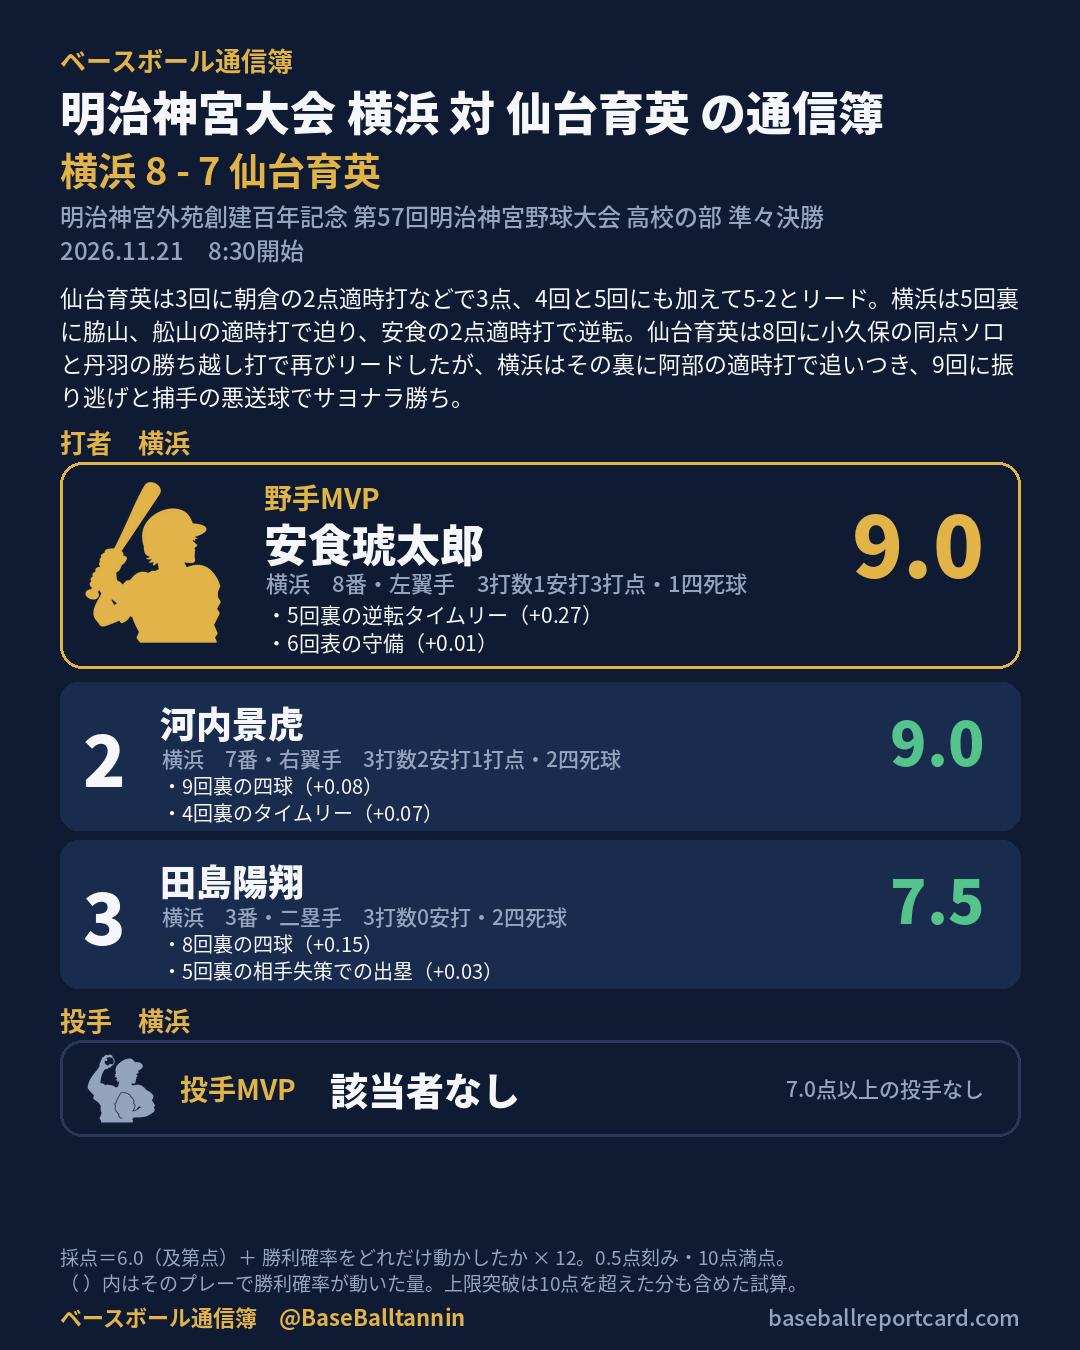 ベースボール通信簿
明治神宮大会 横浜 対 仙台育英 の通信簿
横浜 8 - 7 仙台育英
明治神宮外苑創建百年記念 第57回明治神宮野球大会 高校の部 準々決勝
2026.11.21　8:30開始
仙台育英は3回に朝倉の2点適時打などで3点、4回と5回にも加えて5-2とリード。横浜は5回裏
に脇山、舩山の適時打で迫り、安食の2点適時打で逆転。仙台育英は8回に小久保の同点ソロ
と丹羽の勝ち越し打で再びリードしたが、横浜はその裏に阿部の適時打で追いつき、9回に振
り逃げと捕手の悪送球でサヨナラ勝ち。
打者　横浜
野手MVP
安食琥太郎
9.0
横浜　8番・左翼手　3打数1安打3打点・1四死球
・5回裏の逆転タイムリー（+0.27）
・6回表の守備（+0.01）
2
河内景虎
9.0
横浜　7番・右翼手　3打数2安打1打点・2四死球
・9回裏の四球（+0.08）
・4回裏のタイムリー（+0.07）
3
田島陽翔
7.5
横浜　3番・二塁手　3打数0安打・2四死球
・8回裏の四球（+0.15）
・5回裏の相手失策での出塁（+0.03）
投手　横浜
投手MVP　該当者なし　7.0点以上の投手なし
採点＝6.0（及第点）＋ 勝利確率をどれだけ動かしたか × 12。0.5点刻み・10点満点。
（ ）内はそのプレーで勝利確率が動いた量。上限突破は10点を超えた分も含めた試算。
ベースボール通信簿　@BaseBalltannin
baseballreportcard.com